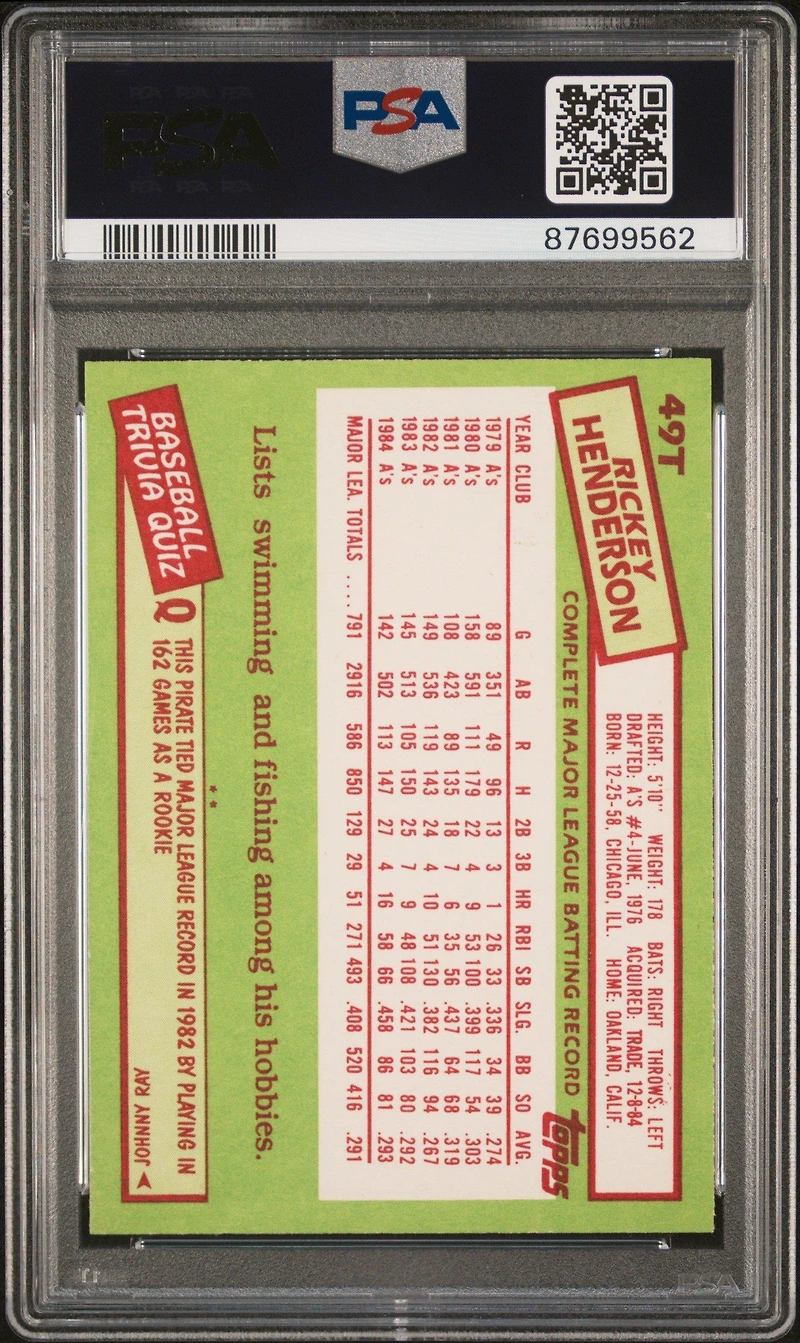 PSA
PSA
87699562
49T
RICKEY
HENDERSON
HEIGHT: 5'10" WEIGHT: 178 BATS: RIGHT THROWS: LEFT
DRAFTED: A'S #4-JUNE, 1976 ACQUIRED: TRADE, 12-8-84
BORN: 12-25-58, CHICAGO, ILL. HOME: OAKLAND, CALIF.
COMPLETE MAJOR LEAGUE BATTING RECORD
topps
YEAR CLUB G AB R H 2B 3B HR RBI SB SLG. BB SO AVG.
1979 A's 89 351 49 96 13 3 1 26 33 .336 34 39 .274
1980 A's 158 591 111 179 22 4 9 53 100 .399 117 54 .303
1981 A's 108 423 89 135 18 7 6 35 56 .437 64 68 .319
1982 A's 149 536 119 143 24 4 10 51 130 .382 116 94 .267
1983 A's 145 513 105 150 25 7 9 48 108 .421 103 80 .292
1984 A's 142 502 113 147 27 4 16 58 66 .458 86 81 .293
MAJOR LEA. TOTALS .... 791 2916 586 850 129 29 51 271 493 .408 520 416 .291
Lists swimming and fishing among his hobbies.
**
BASEBALL
TRIVIA QUIZ
Q THIS PIRATE TIED MAJOR LEAGUE RECORD IN 1982 BY PLAYING IN
162 GAMES AS A ROOKIE
JOHNNY RAY
PSA